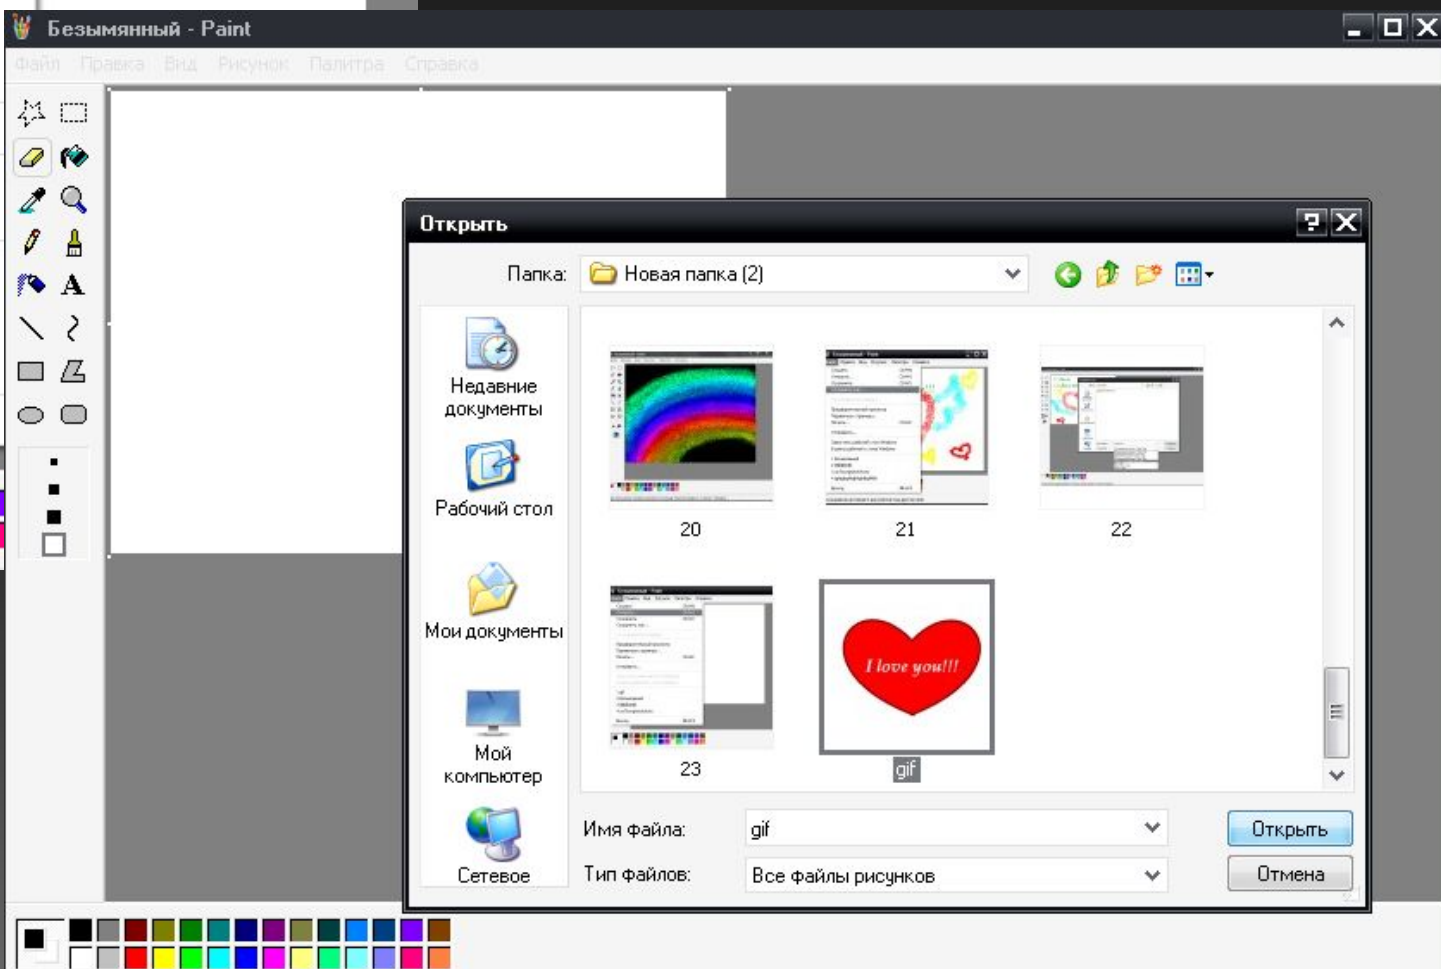 Безымянный - Paint
Файл Правка Вид Рисунок Палитра Справка
Открыть
Папка: Новая папка (2)
Недавние
документы
Рабочий стол
Мои документы
Мой
компьютер
Сетевое
20 21 22
I love you!!!
23 gif
Имя файла: gif
Открыть
Тип файлов: Все файлы рисунков
Отмена
A